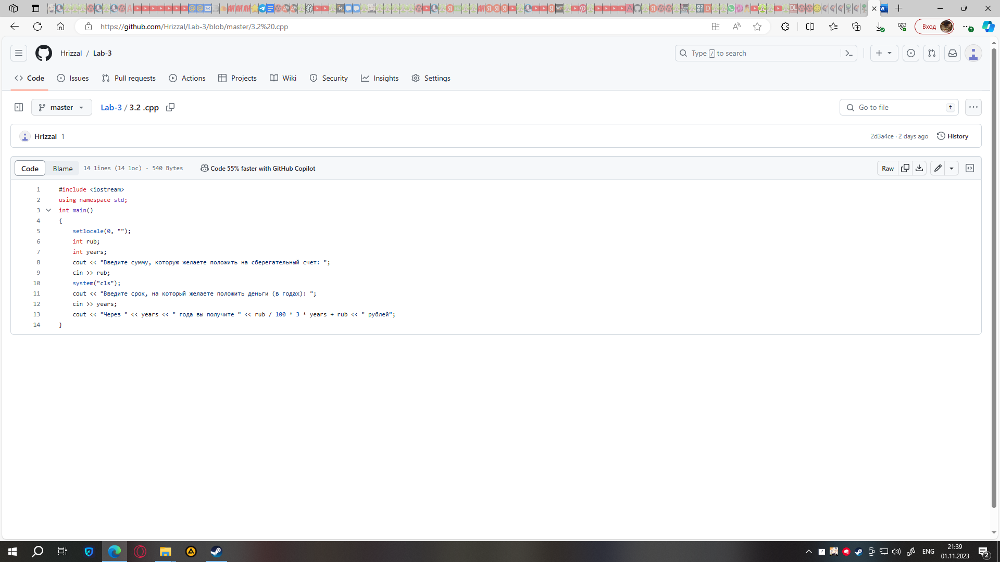 https://github.com/Hrizzal/Lab-3/blob/master/3.2%20.cpp
Вход
Hrizzal / Lab-3
Type / to search
Code
Issues
Pull requests
Actions
Projects
Wiki
Security
Insights
Settings
master
Lab-3 / 3.2 .cpp
Go to file
t
Hrizzal 1
2d3a4ce · 2 days ago
History
Code
Blame
14 lines (14 loc) · 540 Bytes
Code 55% faster with GitHub Copilot
Raw
1 #include <iostream>
2 using namespace std;
3 int main()
4 {
5 setlocale(0, "");
6 int rub;
7 int years;
8 cout << "Введите сумму, которую желаете положить на сберегательный счет: ";
9 cin >> rub;
10 system("cls");
11 cout << "Введите срок, на который желаете положить деньги (в годах): ";
12 cin >> years;
13 cout << "Через " << years << " года вы получите " << rub / 100 * 3 * years + rub << " рублей";
14 }
ENG
21:39
01.11.2023
2